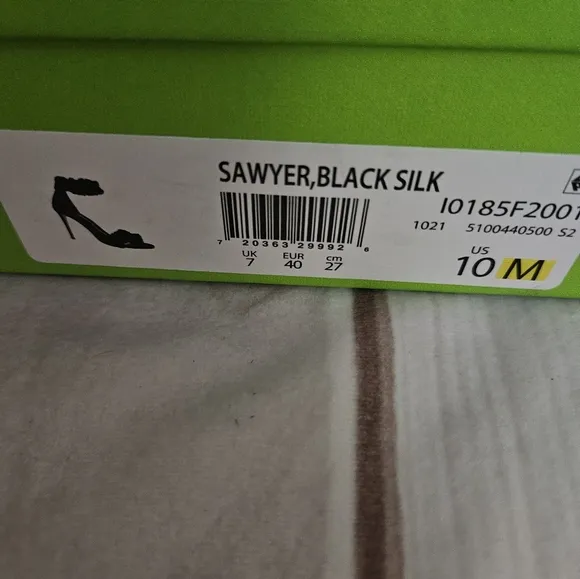 SAWYER,BLACK SILK
I0185F2001
7 20363 29992 6
1021 5100440500 S2
UK EUR cm US
7 40 27 10 M